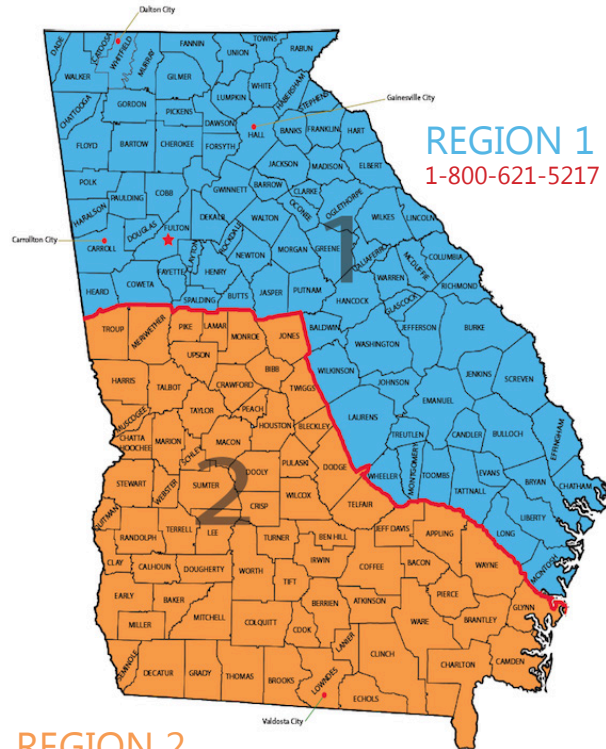 Dalton City
DADE
CATOOSA
WHITFIELD
MURRAY
FANNIN
UNION
TOWNS
RABUN
WALKER
GILMER
WHITE
HABERSHAM
STEPHENS
LUMPKIN
CHATTOOGA
GORDON
PICKENS
DAWSON
Gainesville City
HALL
BANKS
FRANKLIN
HART
FLOYD
BARTOW
CHEROKEE
FORSYTH
REGION 1
1-800-621-5217
JACKSON
MADISON
ELBERT
POLK
PAULDING
COBB
GWINNETT
BARROW
CLARKE
OCONEE
OGLETHORPE
WILKES
LINCOLN
HARALSON
DOUGLAS
FULTON
DEKALB
ROCKDALE
WALTON
1
Carrollton City
CARROLL
CLAYTON
NEWTON
MORGAN
GREENE
TALIAFERRO
MCDUFFIE
COLUMBIA
FAYETTE
HENRY
WARREN
RICHMOND
HEARD
COWETA
SPALDING
BUTTS
JASPER
PUTNAM
HANCOCK
GLASCOCK
TROUP
MERIWETHER
PIKE
LAMAR
MONROE
JONES
BALDWIN
WASHINGTON
JEFFERSON
BURKE
UPSON
BIBB
WILKINSON
HARRIS
TALBOT
CRAWFORD
TWIGGS
JOHNSON
JENKINS
SCREVEN
MUSCOGEE
TAYLOR
PEACH
HOUSTON
BLECKLEY
LAURENS
EMANUEL
CHATTA
HOOCHEE
MARION
SCHLEY
MACON
TREUTLEN
CANDLER
BULLOCH
EFFINGHAM
2
DOOLY
PULASKI
DODGE
WHEELER
MONTGOMERY
TOOMBS
EVANS
BRYAN
CHATHAM
STEWART
WEBSTER
SUMTER
CRISP
WILCOX
TELFAIR
TATTNALL
QUITMAN
RANDOLPH
TERRELL
LEE
TURNER
BEN HILL
JEFF DAVIS
APPLING
LONG
LIBERTY
CLAY
CALHOUN
DOUGHERTY
WORTH
TIFT
IRWIN
COFFEE
BACON
WAYNE
MCINTOSH
EARLY
BAKER
MITCHELL
COLQUITT
BERRIEN
ATKINSON
PIERCE
GLYNN
MILLER
COOK
LANIER
WARE
BRANTLEY
SEMINOLE
DECATUR
GRADY
THOMAS
BROOKS
LOWNDES
CLINCH
ECHOLS
CHARLTON
CAMDEN
Valdosta City
REGION 2